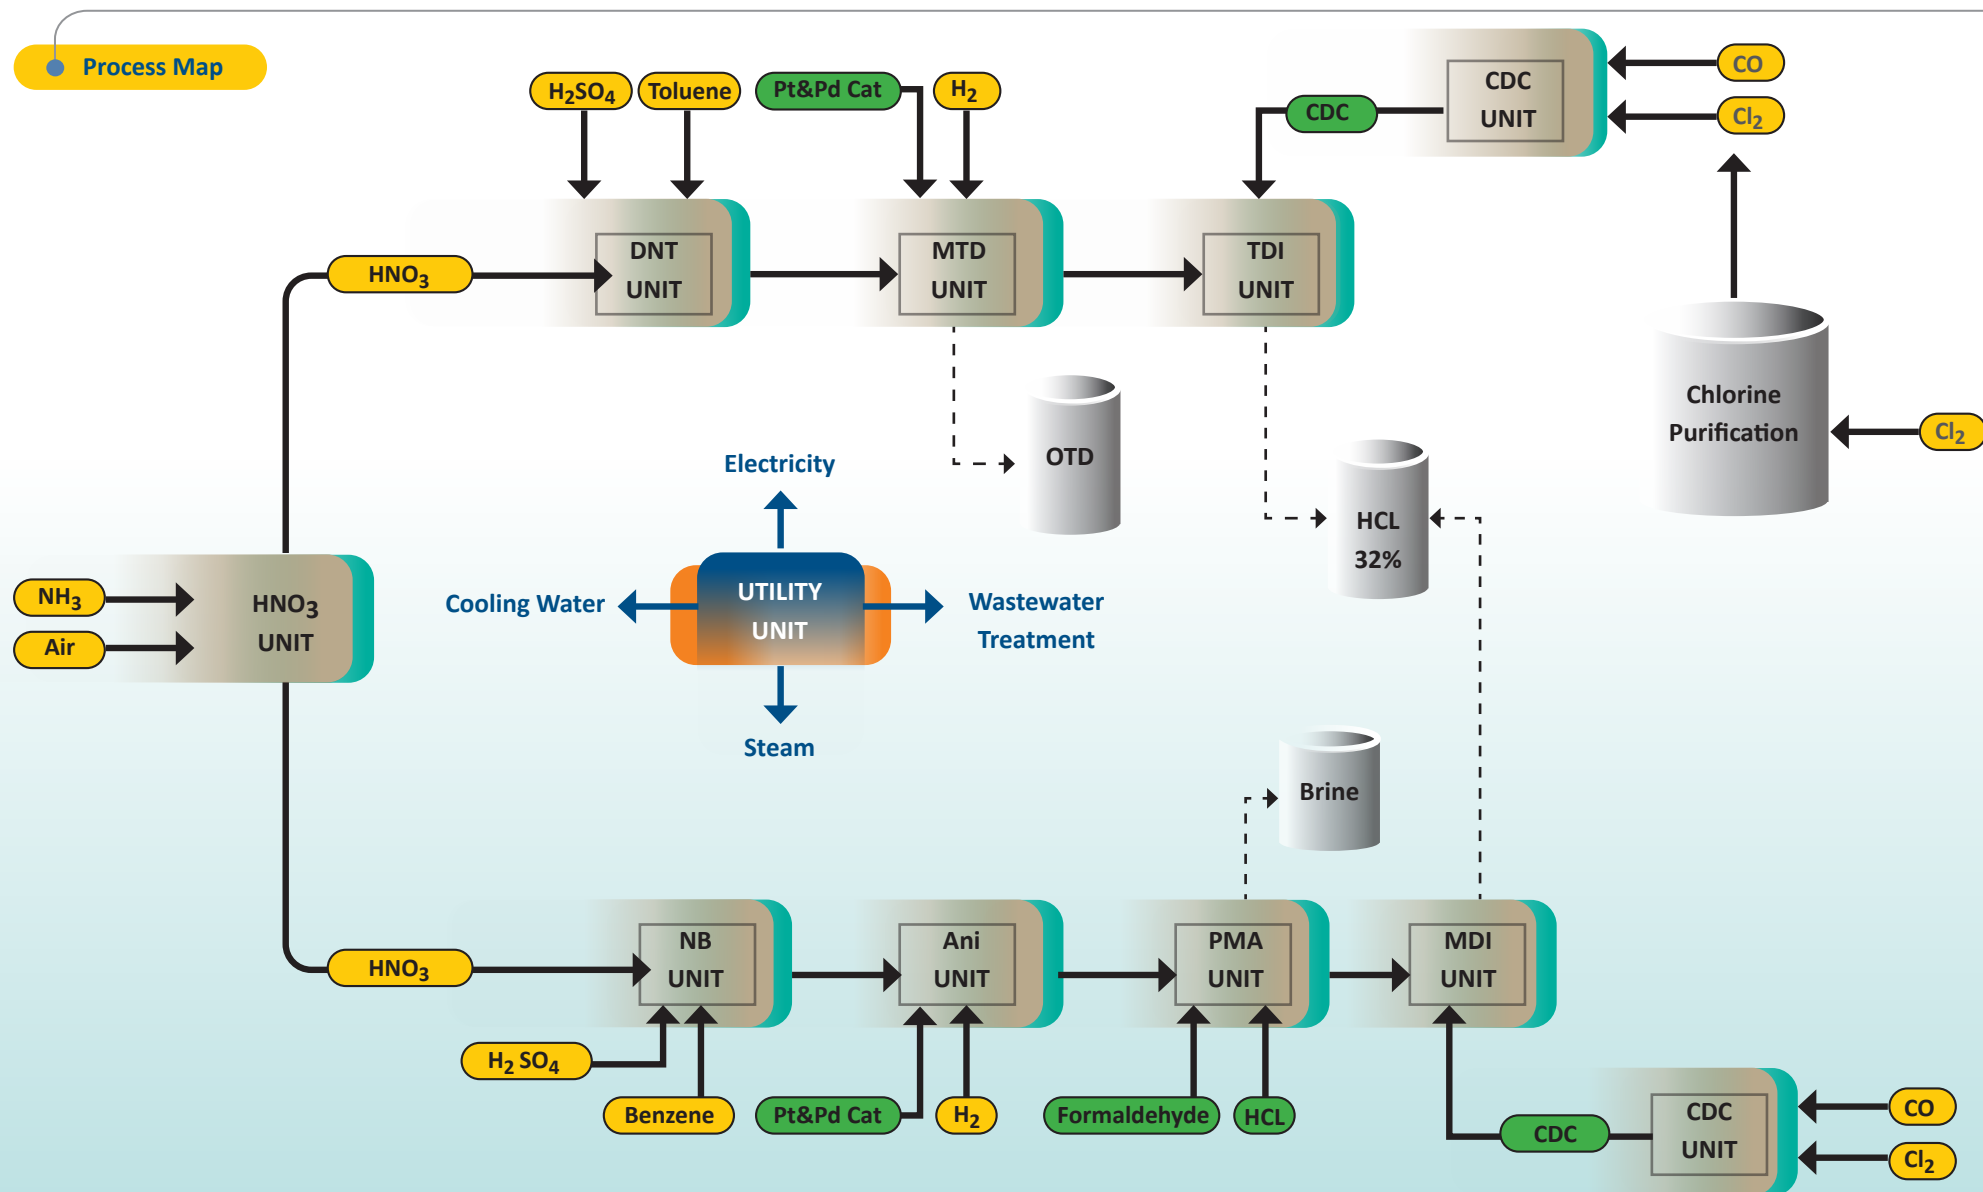 Process Map
H2SO4
Toluene
Pt&Pd Cat
H2
CDC
CDC
UNIT
CO
Cl2
HNO3
DNT
UNIT
MTD
UNIT
TDI
UNIT
Chlorine
Purification
Cl2
OTD
HCL
32%
Electricity
Cooling Water
UTILITY
UNIT
Wastewater
Treatment
Steam
NH3
Air
HNO3
UNIT
Brine
HNO3
NB
UNIT
Ani
UNIT
PMA
UNIT
MDI
UNIT
H2 SO4
Benzene
Pt&Pd Cat
H2
Formaldehyde
HCL
CDC
CDC
UNIT
CO
Cl2